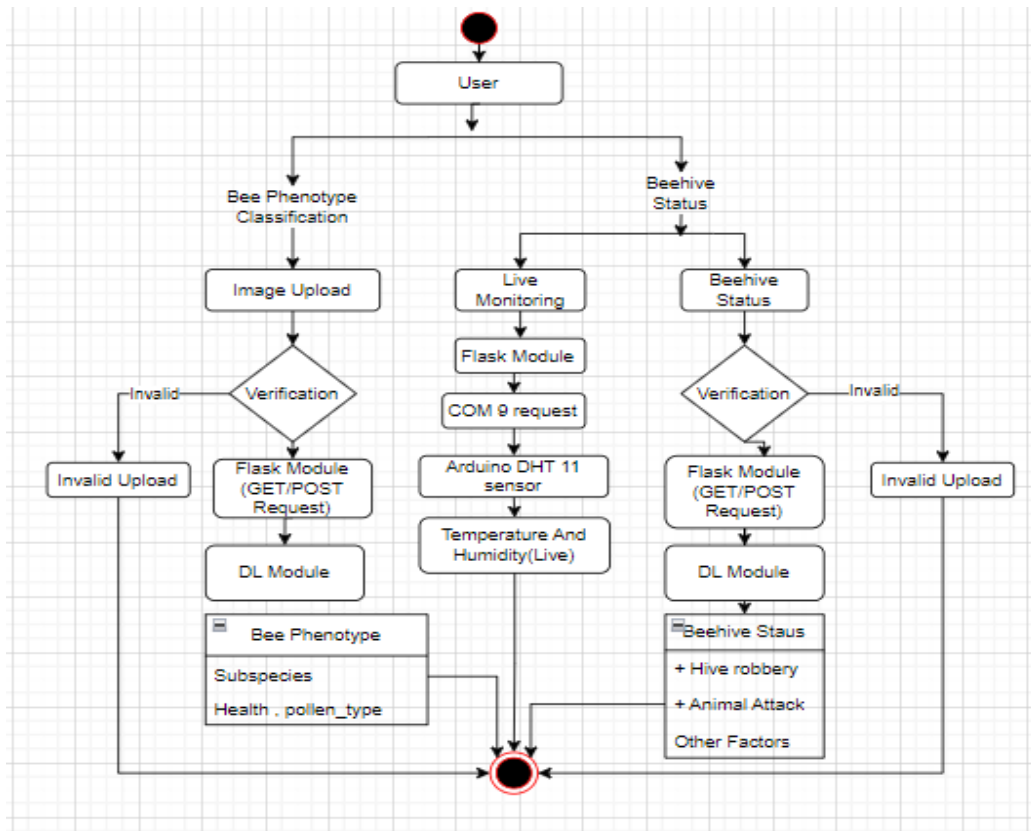 User
Bee Phenotype
Classification
Beehive
Status
Image Upload
Live
Monitoring
Beehive
Status
Flask Module
Invalid
Verification
COM 9 request
Verification
Invalid
Invalid Upload
Flask Module
(GET/POST
Request)
Arduino DHT 11
sensor
Flask Module
(GET/POST
Request)
Invalid Upload
Temperature And
Humidity(Live)
DL Module
DL Module
Bee Phenotype
Subspecies
Health , pollen_type
Beehive Staus
+ Hive robbery
+ Animal Attack
Other Factors